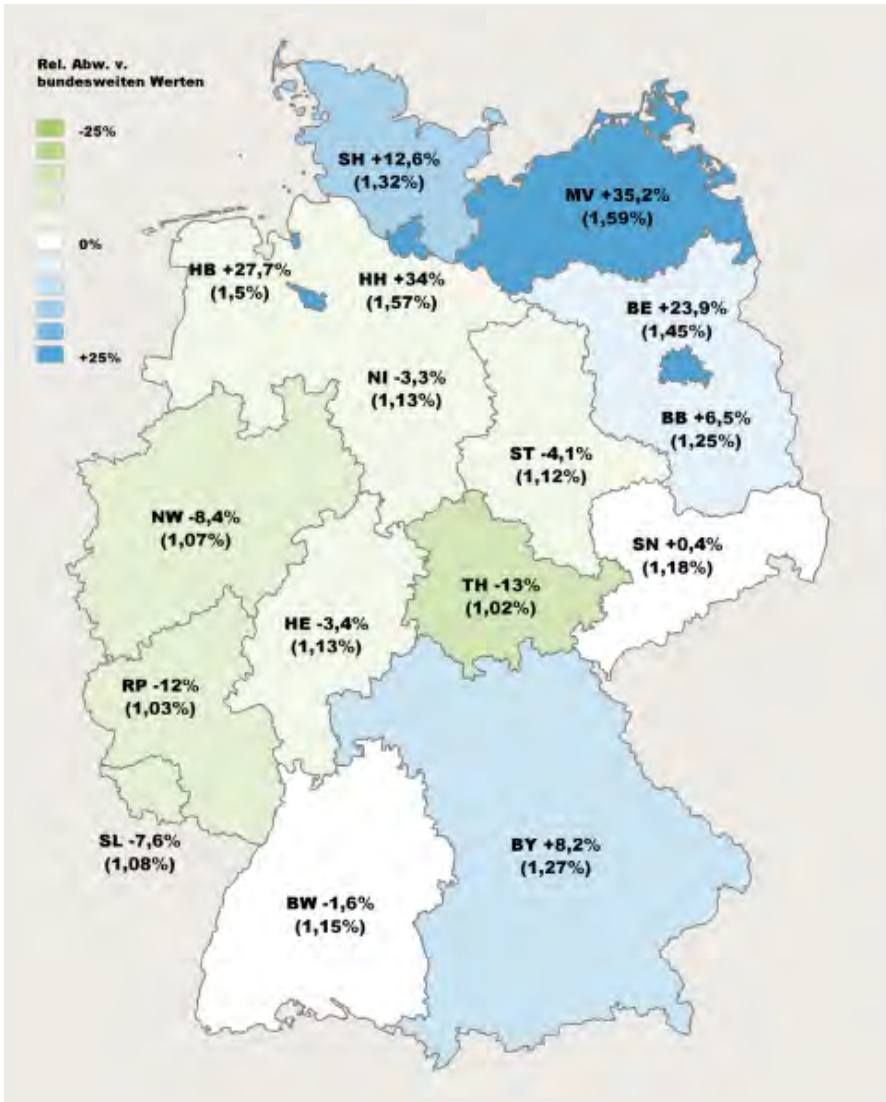 Rel. Abw. v.
bundesweiten Werten
-25%
0%
+25%
SH +12,6%
(1,32%)
MV +35,2%
(1,59%)
HB +27,7%
(1,5%)
HH +34%
(1,57%)
BE +23,9%
(1,45%)
NI -3,3%
(1,13%)
BB +6,5%
(1,25%)
ST -4,1%
(1,12%)
NW -8,4%
(1,07%)
SN +0,4%
(1,18%)
TH -13%
(1,02%)
HE -3,4%
(1,13%)
RP -12%
(1,03%)
SL -7,6%
(1,08%)
BY +8,2%
(1,27%)
BW -1,6%
(1,15%)